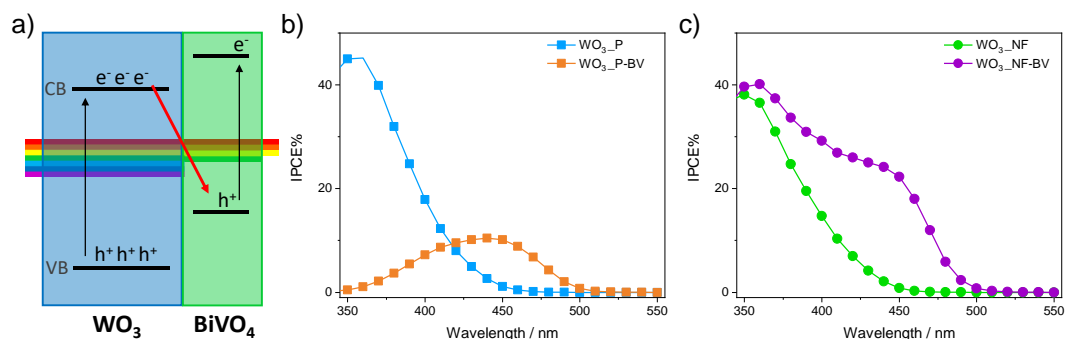 a)
e⁻
CB
e⁻ e⁻ e⁻
h⁺
VB
h⁺ h⁺ h⁺
WO₃
BiVO₄
b)
WO₃_P
WO₃_P-BV
IPCE%
40
20
0
350 400 450 500 550
Wavelength / nm
c)
WO₃_NF
WO₃_NF-BV
IPCE%
40
20
0
350 400 450 500 550
Wavelength / nm